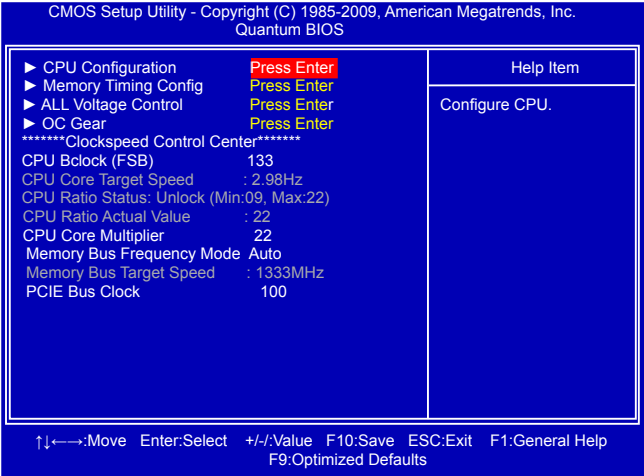 CMOS Setup Utility - Copyright (C) 1985-2009, American Megatrends, Inc.
Quantum BIOS
► CPU Configuration Press Enter
► Memory Timing Config Press Enter
► ALL Voltage Control Press Enter
► OC Gear Press Enter
*******Clockspeed Control Center*******
CPU Bclock (FSB) 133
CPU Core Target Speed : 2.98Hz
CPU Ratio Status: Unlock (Min:09, Max:22)
CPU Ratio Actual Value : 22
CPU Core Multiplier 22
Memory Bus Frequency Mode Auto
Memory Bus Target Speed : 1333MHz
PCIE Bus Clock 100
Help Item
Configure CPU.
↑↓←→:Move Enter:Select +/-/:Value F10:Save ESC:Exit F1:General Help
F9:Optimized Defaults